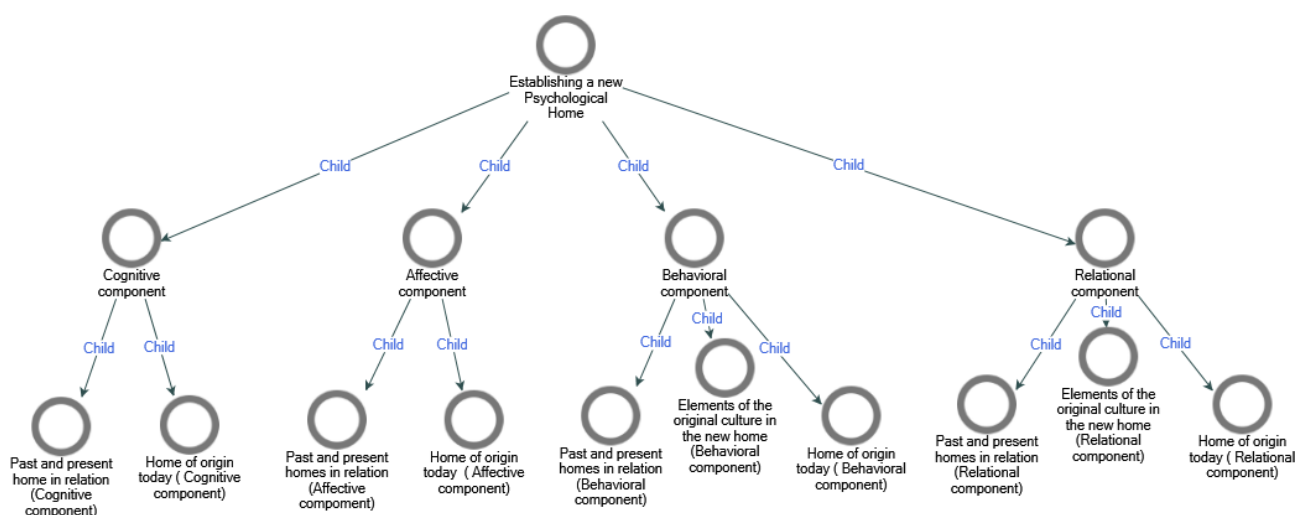 Establishing a new
Psychological
Home
Child
Child
Child
Child
Cognitive
component
Affective
component
Behavioral
component
Relational
component
Child
Child
Child
Child
Child
Child
Child
Child
Child
Child
Past and present
home in relation
(Cognitive
component)
Home of origin
today ( Cognitive
component)
Past and present
homes in relation
(Affective
compoment)
Home of origin
today ( Affective
component)
Past and present
homes in relation
(Behavioral
component)
Elements of the
original culture in
the new home
(Behavioral
component)
Home of origin
today ( Behavioral
component)
Past and present
homes in relation
(Relational
component)
Elements of the
original culture in
the new home
(Relational
component)
Home of origin
today ( Relational
component)